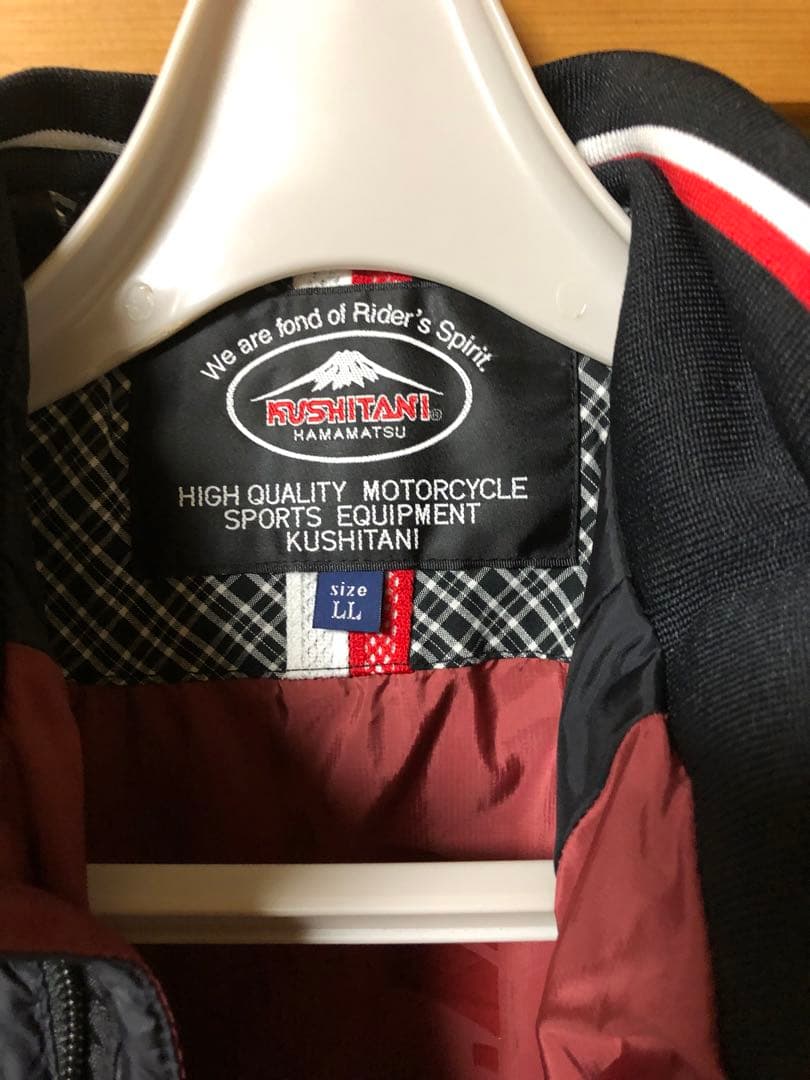 We are fond of Rider's Spirit.
KUSHITANI®
HAMAMATSU
HIGH QUALITY MOTORCYCLE
SPORTS EQUIPMENT
KUSHITANI
size
LL